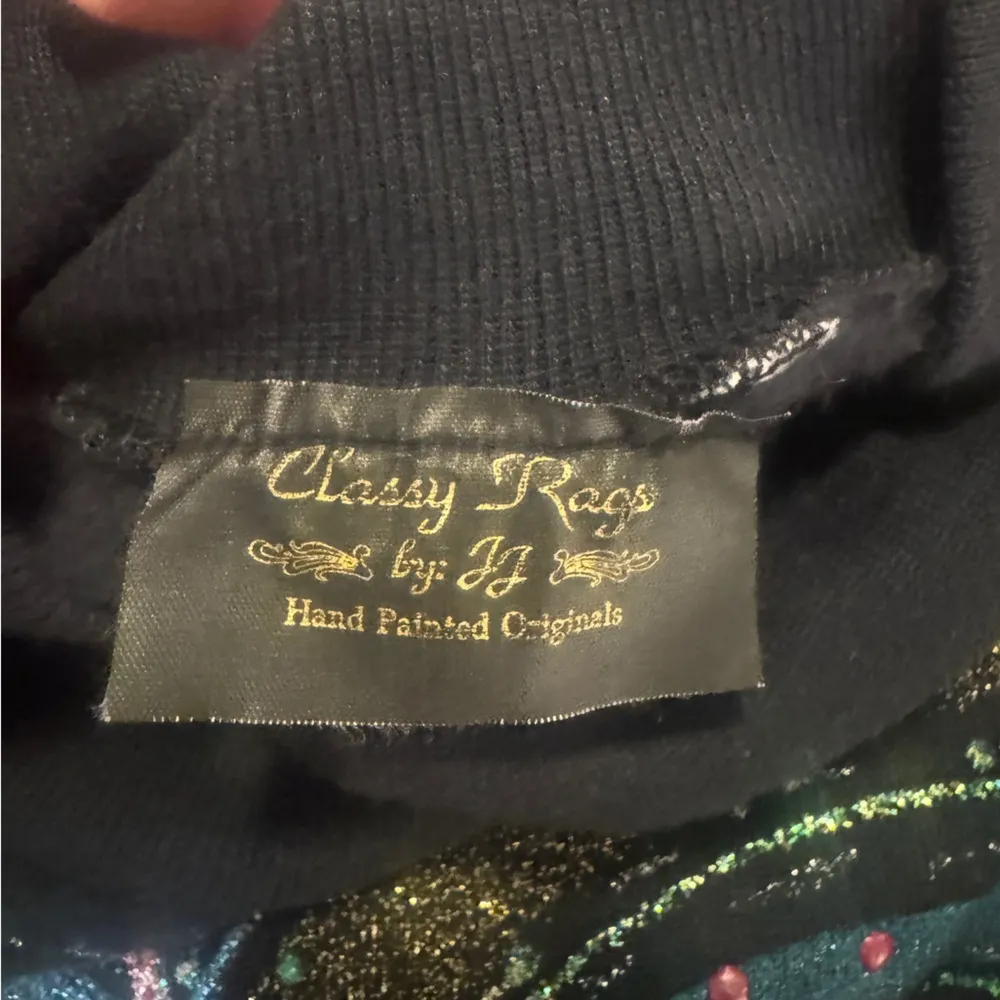 Classy Rags
by: JJ
Hand Painted Originals